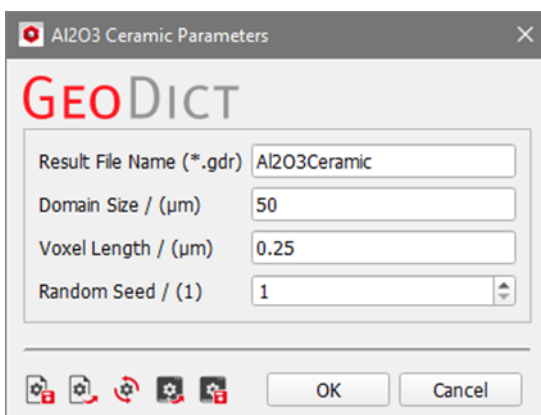 Al2O3 Ceramic Parameters
GEODICT
Result File Name (*.gdr) Al2O3Ceramic
Domain Size / (µm) 50
Voxel Length / (µm) 0.25
Random Seed / (1) 1
OK Cancel